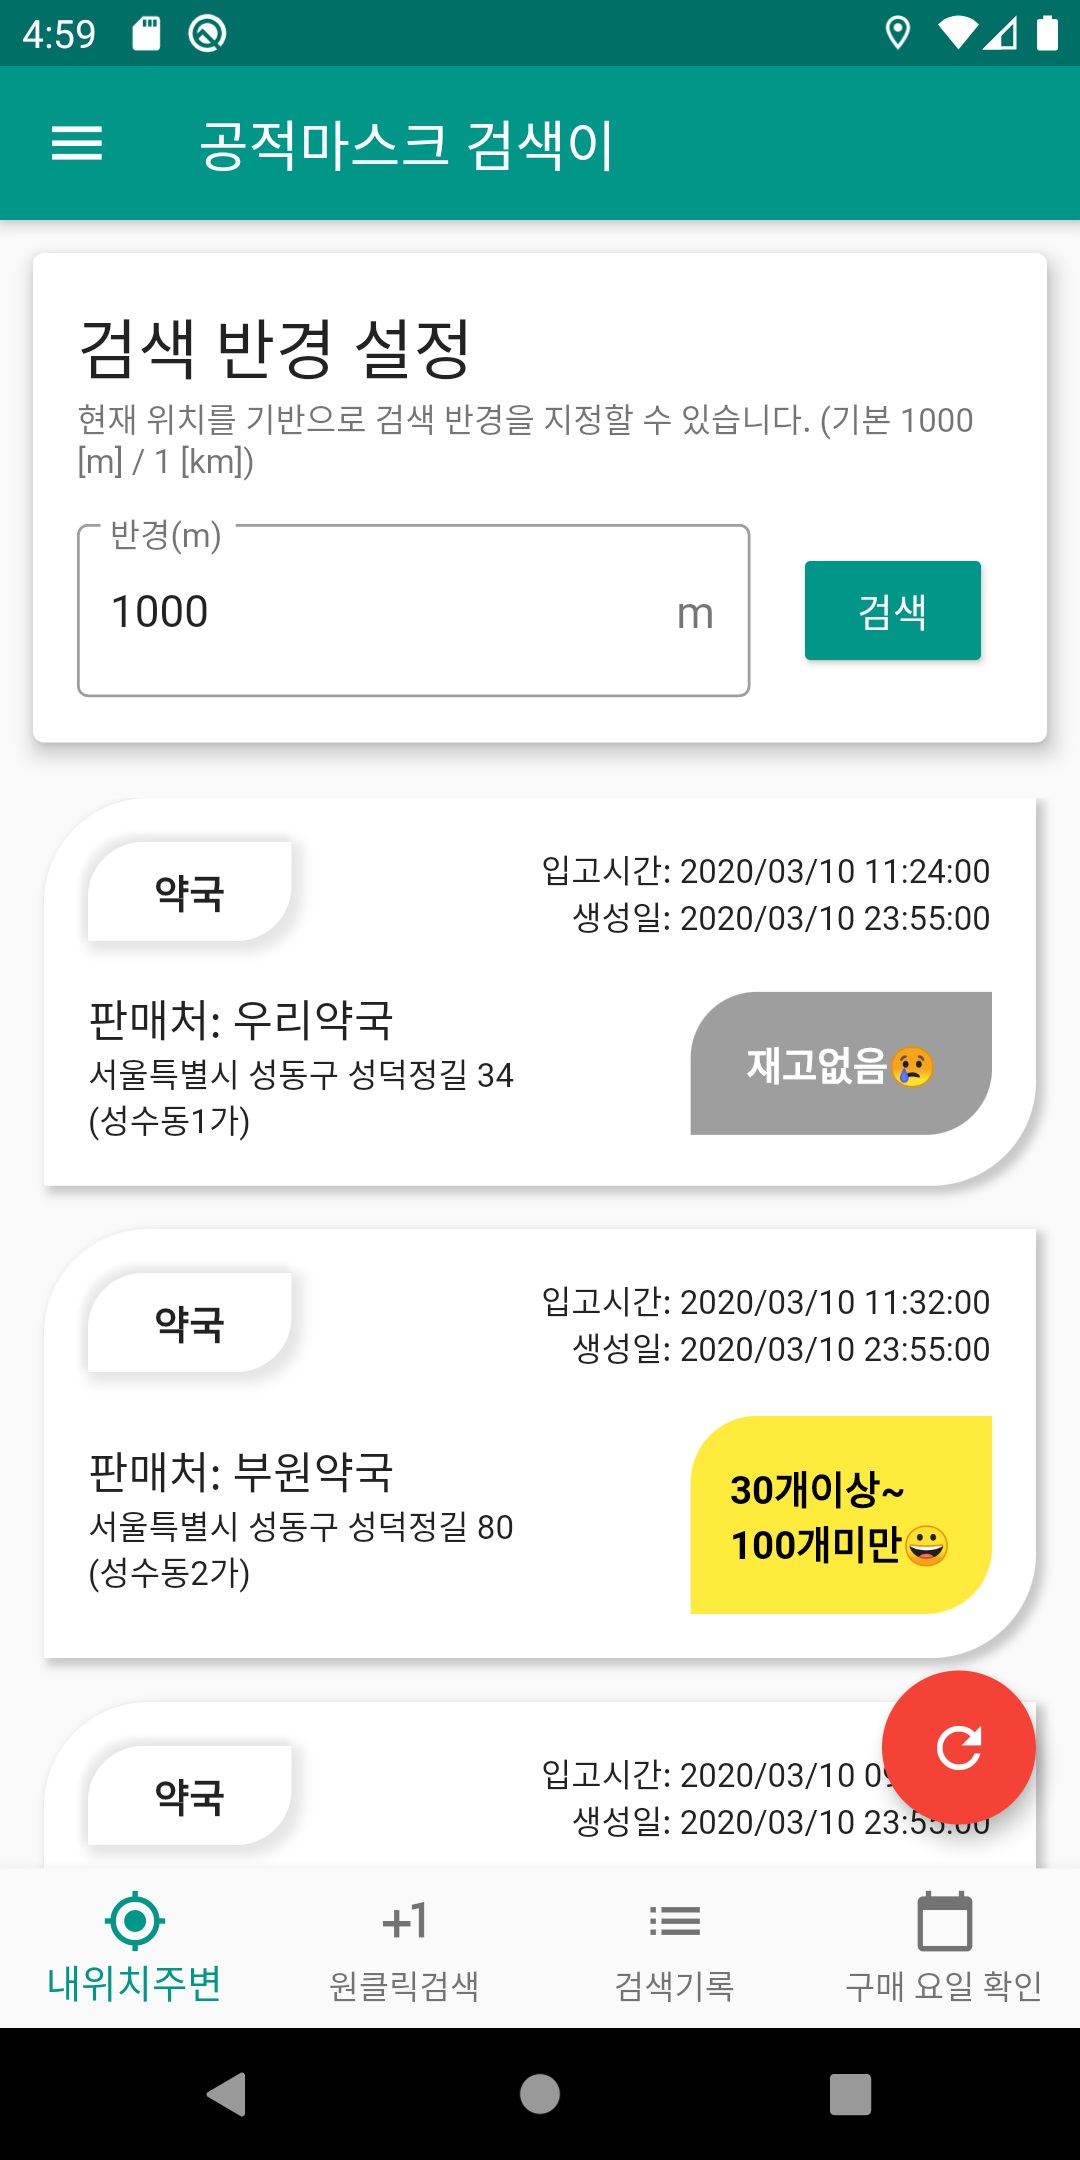 4:59
공적마스크 검색이
검색 반경 설정
현재 위치를 기반으로 검색 반경을 지정할 수 있습니다. (기본 1000
[m] / 1 [km])
반경(m)
1000 m
검색
약국
입고시간: 2020/03/10 11:24:00
생성일: 2020/03/10 23:55:00
판매처: 우리약국
서울특별시 성동구 성덕정길 34
(성수동1가)
재고없음😢
약국
입고시간: 2020/03/10 11:32:00
생성일: 2020/03/10 23:55:00
판매처: 부원약국
서울특별시 성동구 성덕정길 80
(성수동2가)
30개이상~
100개미만😀
약국
입고시간: 2020/03/10
생성일: 2020/03/10 23:55:00
내위치주변
+1
원클릭검색
검색기록
구매 요일 확인